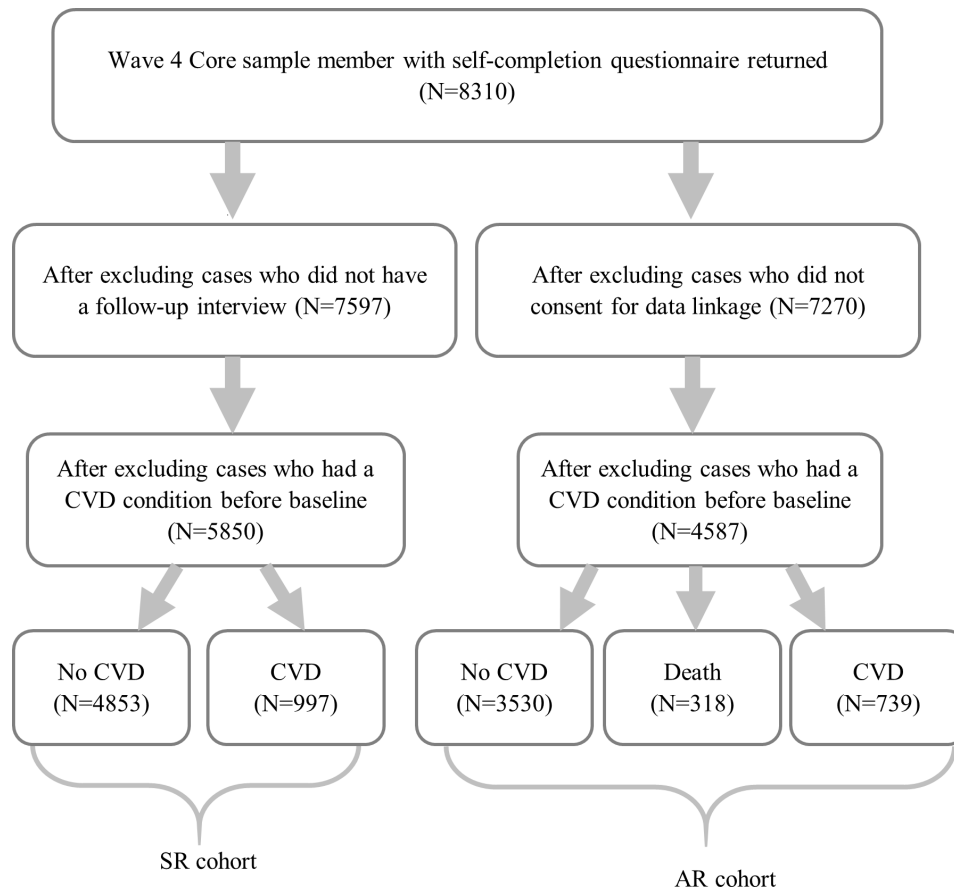 Wave 4 Core sample member with self-completion questionnaire returned
(N=8310)
After excluding cases who did not have
a follow-up interview (N=7597)
After excluding cases who did not
consent for data linkage (N=7270)
After excluding cases who had a
CVD condition before baseline
(N=5850)
After excluding cases who had a
CVD condition before baseline
(N=4587)
No CVD
(N=4853)
CVD
(N=997)
No CVD
(N=3530)
Death
(N=318)
CVD
(N=739)
SR cohort
AR cohort